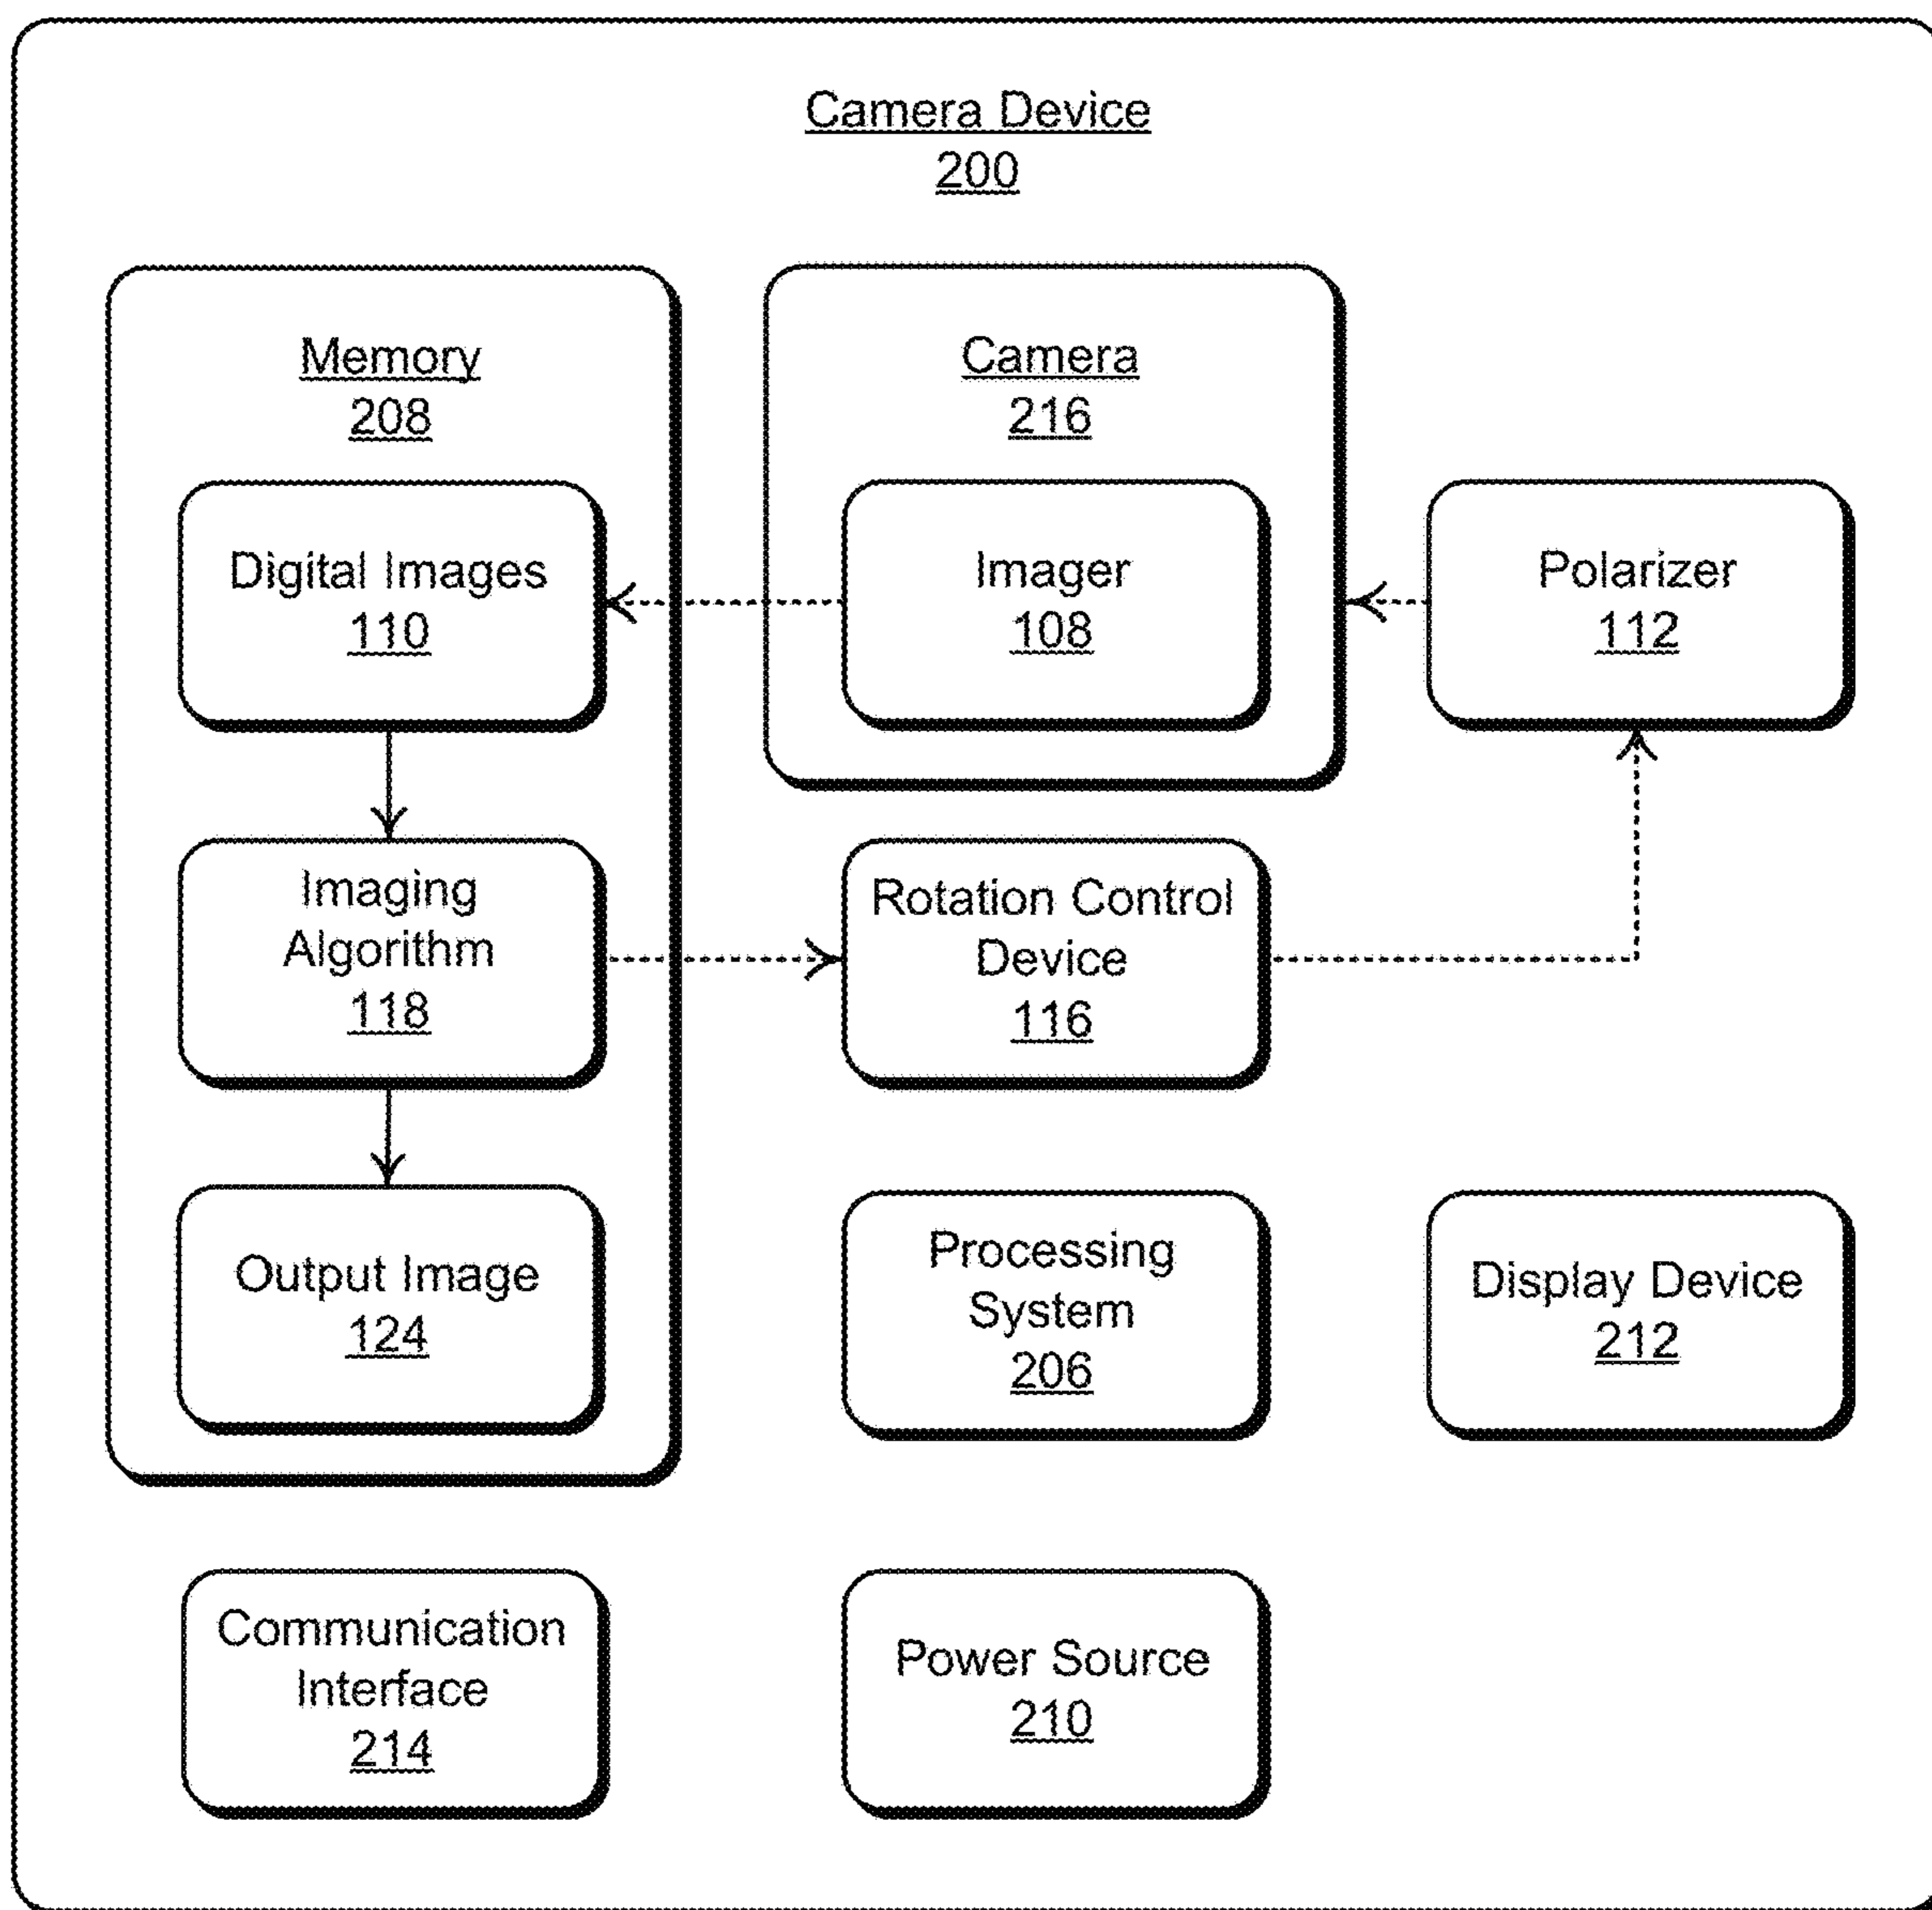 Camera Device
200
Memory
208
Camera
216
Digital Images
110
Imager
108
Polarizer
112
Imaging
Algorithm
118
Rotation Control
Device
116
Output Image
124
Processing
System
206
Display Device
212
Communication
Interface
214
Power Source
210